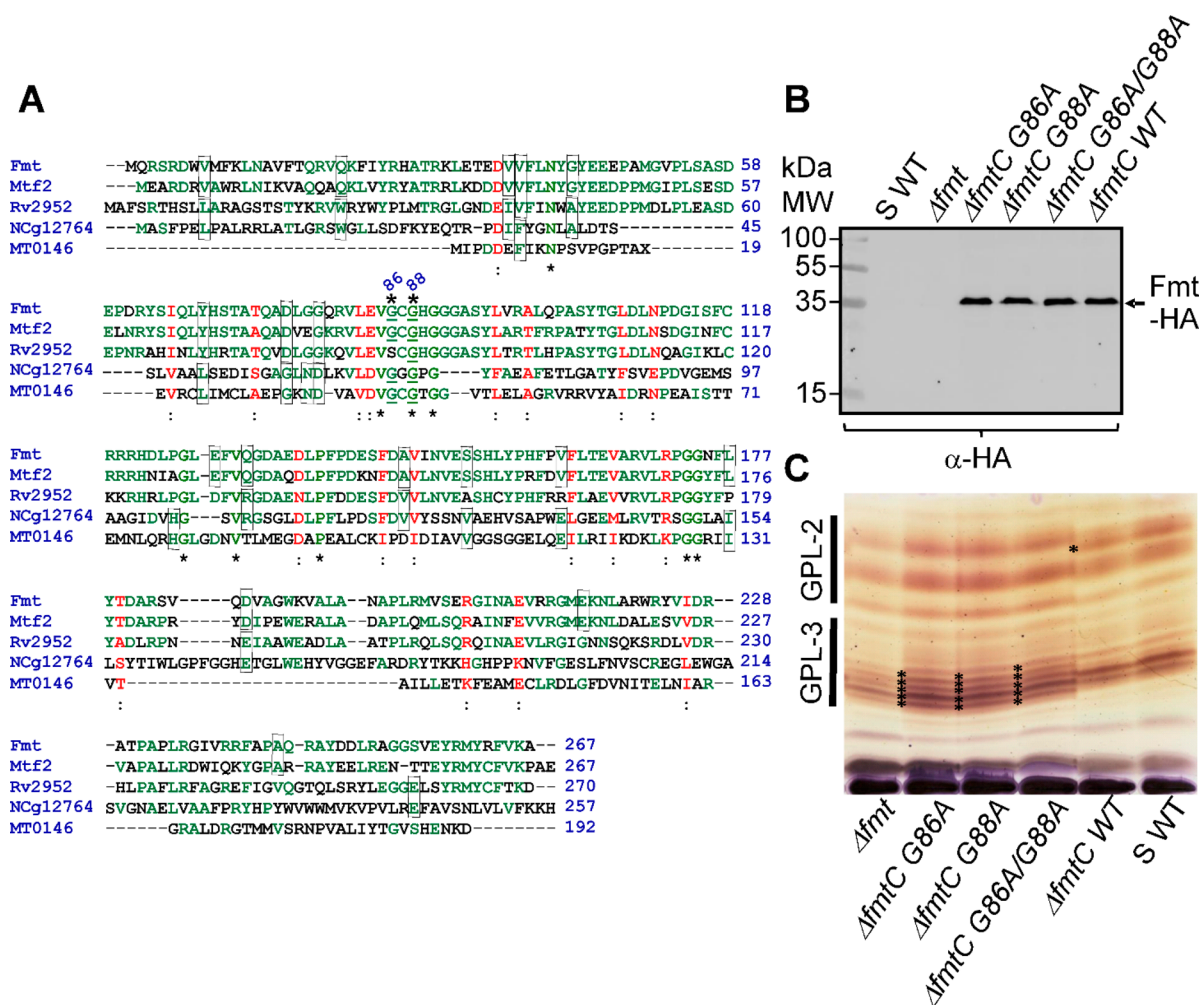 A
Fmt ---MQRSRDWVMFKLNAVFTQRVQKFIYRHATRKLETEDVVFLNYGYEEEPAMGVPLSASD 58
Mtf2 ----MEARDRVAWRLNIKVAQQAQKLVYRYATRRLKDDDVVFLNYGYEEDPPMGIPLSESD 57
Rv2952 MAFSRTHSLLARAGSTSTYKRVWRYWYPLMTRGLGNDEIVFINWAYEEDPPMDLPLEASD 60
NCg12764 ----MASFPELPALRRLATLGRSWGLLSDFKYEQTR-PDIFYGNLALDTS 45
MT0146 MIPDDEFIKNPSVPGPTAX 19
: *
86 88
* *
Fmt EPDRYSIQLYHSTATQADLGGQRVLEVGCGHGGGASYLVRALQPASYTGLDLNPDGISFC 118
Mtf2 ELNRYSIQLYHSTAAQADVEGKRVLEVGCGHGGGASYLARTFRPATYTGLDLNSDGINFC 117
Rv2952 EPNRAHINLYHRTATQVDLGGKQVLEVSCGHGGGASYLTRTLHPASYTGLDLNQAGIKLC 120
NCg12764 SLVAALSEDISGAGLNDLKVLDVGGGPG----YFAEAFETLGATYFSVEPDVGEMS 97
MT0146 EVRCLIMCLAEPGKND-VAVDVGCGTGG---VTLELAGRVRRVYAIDRNPEAISTT 71
: : :: * * * : : : :
Fmt RRRHDLPGL-EFVQGDAEDLPFPDESFDAVINVESSHLYPHFPVFLTEVARVLRPGGNFL 177
Mtf2 RRRHNIAGL-EFVQGDAQDLPFPDKNFDAVLNVESSHLYPRFDVFLTEVARVLRPGGYFL 176
Rv2952 KKRHRLPGL-DFVRGDAENLPFDDESFDVVLNVEASHCYPHFRRFLAEVVRVLRPGGYFP 179
NCg12764 AAGIDVHG---SVRGSGLDLPFLPDSFDVVYSSNVAEHVSAPWELGEEMLRVTRSGGLAI 154
MT0146 EMNLQRHGLGDNVTLMEGDAPEALCKIPDIDIAVVGGSGGELQEILRIIKDKLKPGGRII 131
* * : * : : : : : **
Fmt YTDARSV-------QDVAGWKVALA--NAPLRMVSERGINAEVRRGMEKNLARWRYVIDR-- 228
Mtf2 YTDARPR-------YDIPEWERALA--DAPLQMLSQRAINFEVVRGMEKNLDALESVVDR-- 227
Rv2952 YADLRPN-------NEIAAWEADLA--ATPLRQLSQRQINAEVLRGIGNNSQKSRDLVDR-- 230
NCg12764 LSYTIWLGPFGGHETGLWEHYVGGEFARDRYTKKHGHPPKNVFGESLFNVSCREGLEWGA 214
MT0146 VT--------------------------AILLETKFEAMECLRDLGFDVNITELNIAR-- 163
: : : :
Fmt -ATPAPLRGIVRRFAPAQ-RAYDDLRAGGSVEYRMYRFVKA-- 267
Mtf2 -VAPALLRDWIQKYGPAR-RAYEELREN-TTEYRMYCFVKPAE 267
Rv2952 -HLPAFLRFAGREFIGVQGTQLSRYLEGGELSYRMYCFTKD-- 270
NCg12764 SVGNAELVAAFPRYHPYWVWWMVKVPVLREFAVSNLVLVFKKH 257
MT0146 ------GRALDRGTMMVSRNPVALIYTGVSHENKD------- 192
B
kDa
MW
S WT
Δfmt
ΔfmtC G86A
ΔfmtC G88A
ΔfmtC G86A/G88A
ΔfmtC WT
100
55
35
15
Fmt
-HA
α-HA
C
GPL-2
GPL-3
*
*****
*****
*****
Δfmt
ΔfmtC G86A
ΔfmtC G88A
ΔfmtC G86A/G88A
ΔfmtC WT
S WT